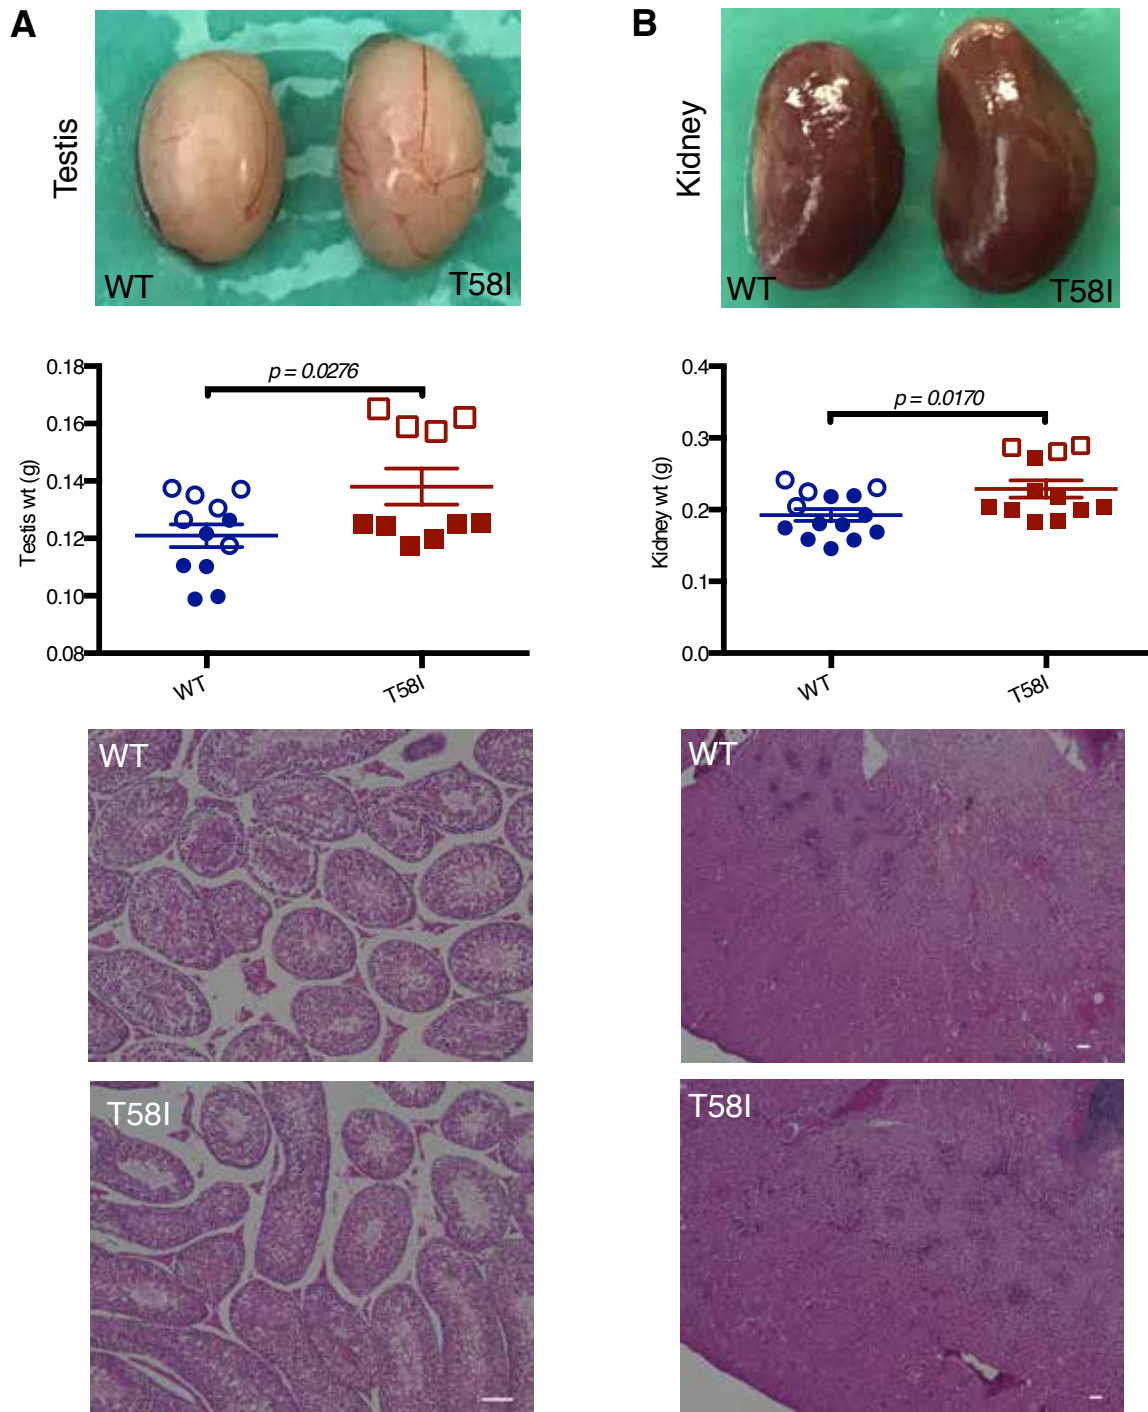 A
Testis
WT
T58I
0.18
0.16
0.14
0.12
0.10
0.08
Testis wt (g)
p = 0.0276
WT
T58I
WT
T58I
B
Kidney
WT
T58I
0.4
0.3
0.2
0.1
0.0
Kidney wt (g)
p = 0.0170
WT
T58I
WT
T58I